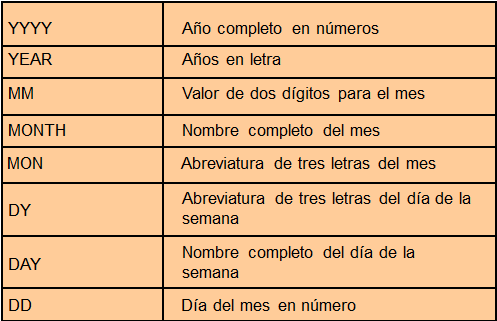 YYYY Año completo en números
YEAR Años en letra
MM Valor de dos dígitos para el mes
MONTH Nombre completo del mes
MON Abreviatura de tres letras del mes
DY Abreviatura de tres letras del día de la
semana
DAY Nombre completo del día de la
semana
DD Día del mes en número